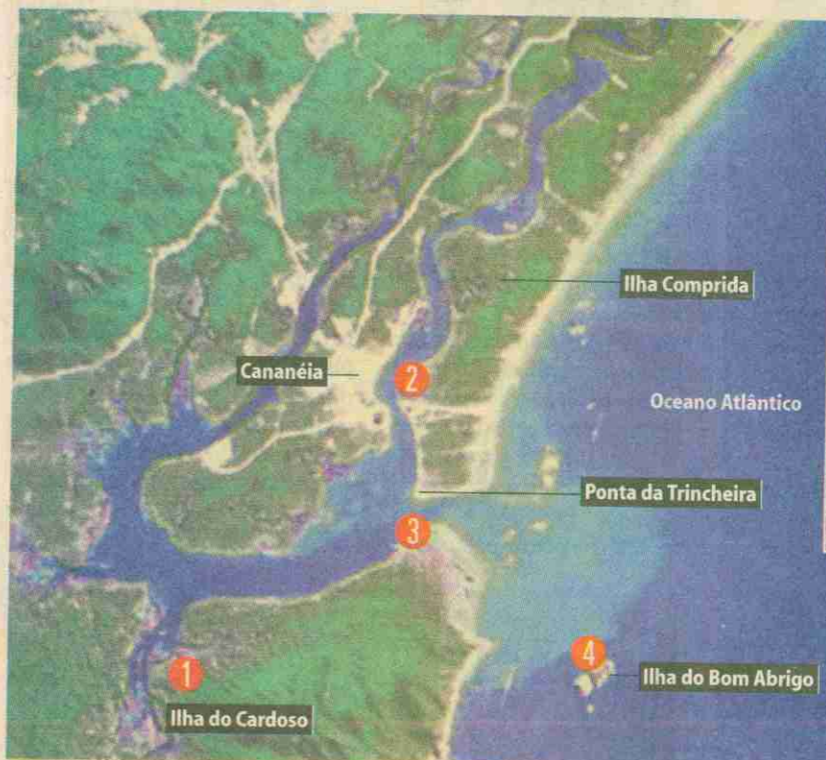 Ilha Comprida
Cananéia
2
Oceano Atlântico
Ponta da Trincheira
3
4
1
Ilha do Bom Abrigo
Ilha do Cardoso